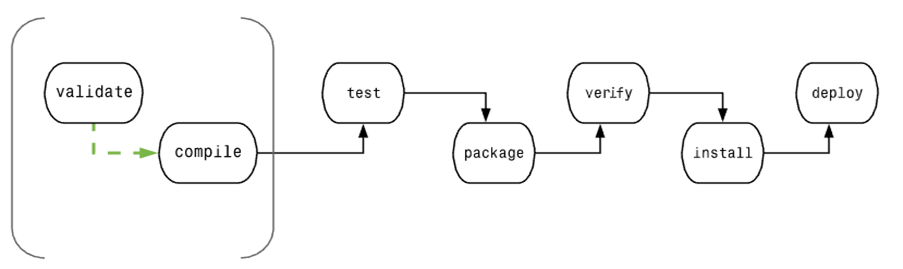 validate
compile
test
package
verify
install
deploy